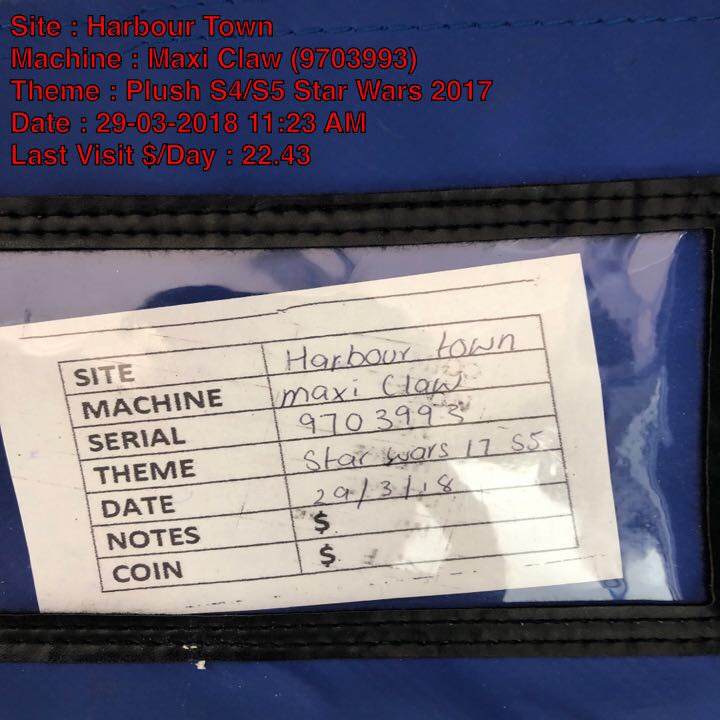 Site : Harbour Town
Machine : Maxi Claw (9703993)
Theme : Plush S4/S5 Star Wars 2017
Date : 29-03-2018 11:23 AM
Last Visit $/Day : 22.43
SITE Harbour town
MACHINE maxi Claw
SERIAL 9703993
THEME Star wars 17 S5
DATE 29/3/18
NOTES $
COIN $